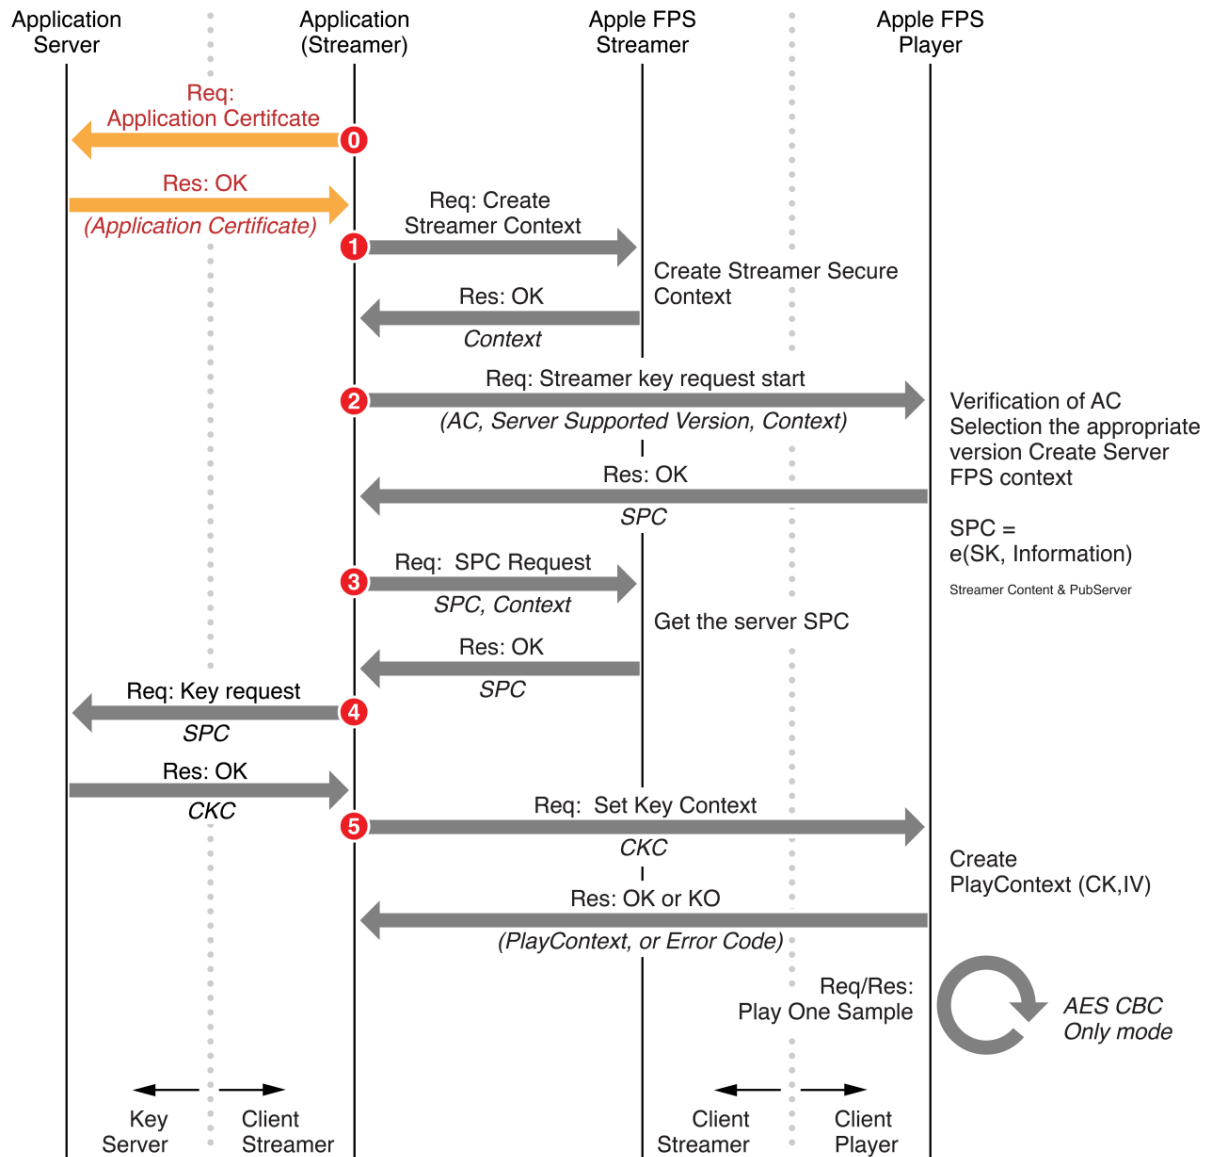 Application
Server
Application
(Streamer)
Apple FPS
Streamer
Apple FPS
Player
Req:
Application Certifcate
0
Res: OK
(Application Certificate)
Req: Create
Streamer Context
1
Create Streamer Secure
Context
Res: OK
Context
Req: Streamer key request start
2
(AC, Server Supported Version, Context)
Verification of AC
Selection the appropriate
version Create Server
FPS context
Res: OK
SPC
SPC =
e(SK, Information)
Streamer Content & PubServer
Req: SPC Request
3
SPC, Context
Get the server SPC
Res: OK
SPC
Req: Key request
4
SPC
Res: OK
CKC
Req: Set Key Context
5
CKC
Create
PlayContext (CK,IV)
Res: OK or KO
(PlayContext, or Error Code)
Req/Res:
Play One Sample
AES CBC
Only mode
Key
Server
Client
Streamer
Client
Streamer
Client
Player